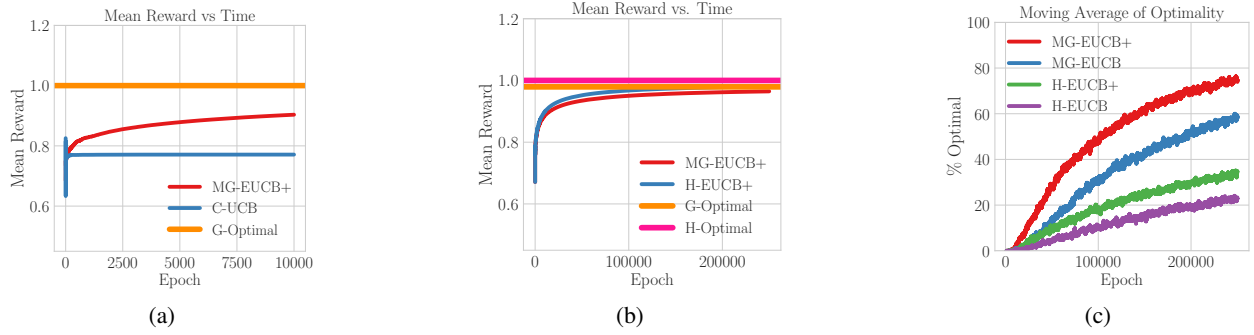 Mean Reward vs Time
1.2
1.0
0.8
0.6
Mean Reward
MG-EUCB+
C-UCB
G-Optimal
0 2500 5000 7500 10000
Epoch
(a)
Mean Reward vs. Time
1.2
1.0
0.8
0.6
Mean Reward
MG-EUCB+
H-EUCB+
G-Optimal
H-Optimal
0 100000 200000
Epoch
(b)
Moving Average of Optimality
100
80
60
40
20
0
% Optimal
MG-EUCB+
MG-EUCB
H-EUCB+
H-EUCB
0 100000 200000
Epoch
(c)